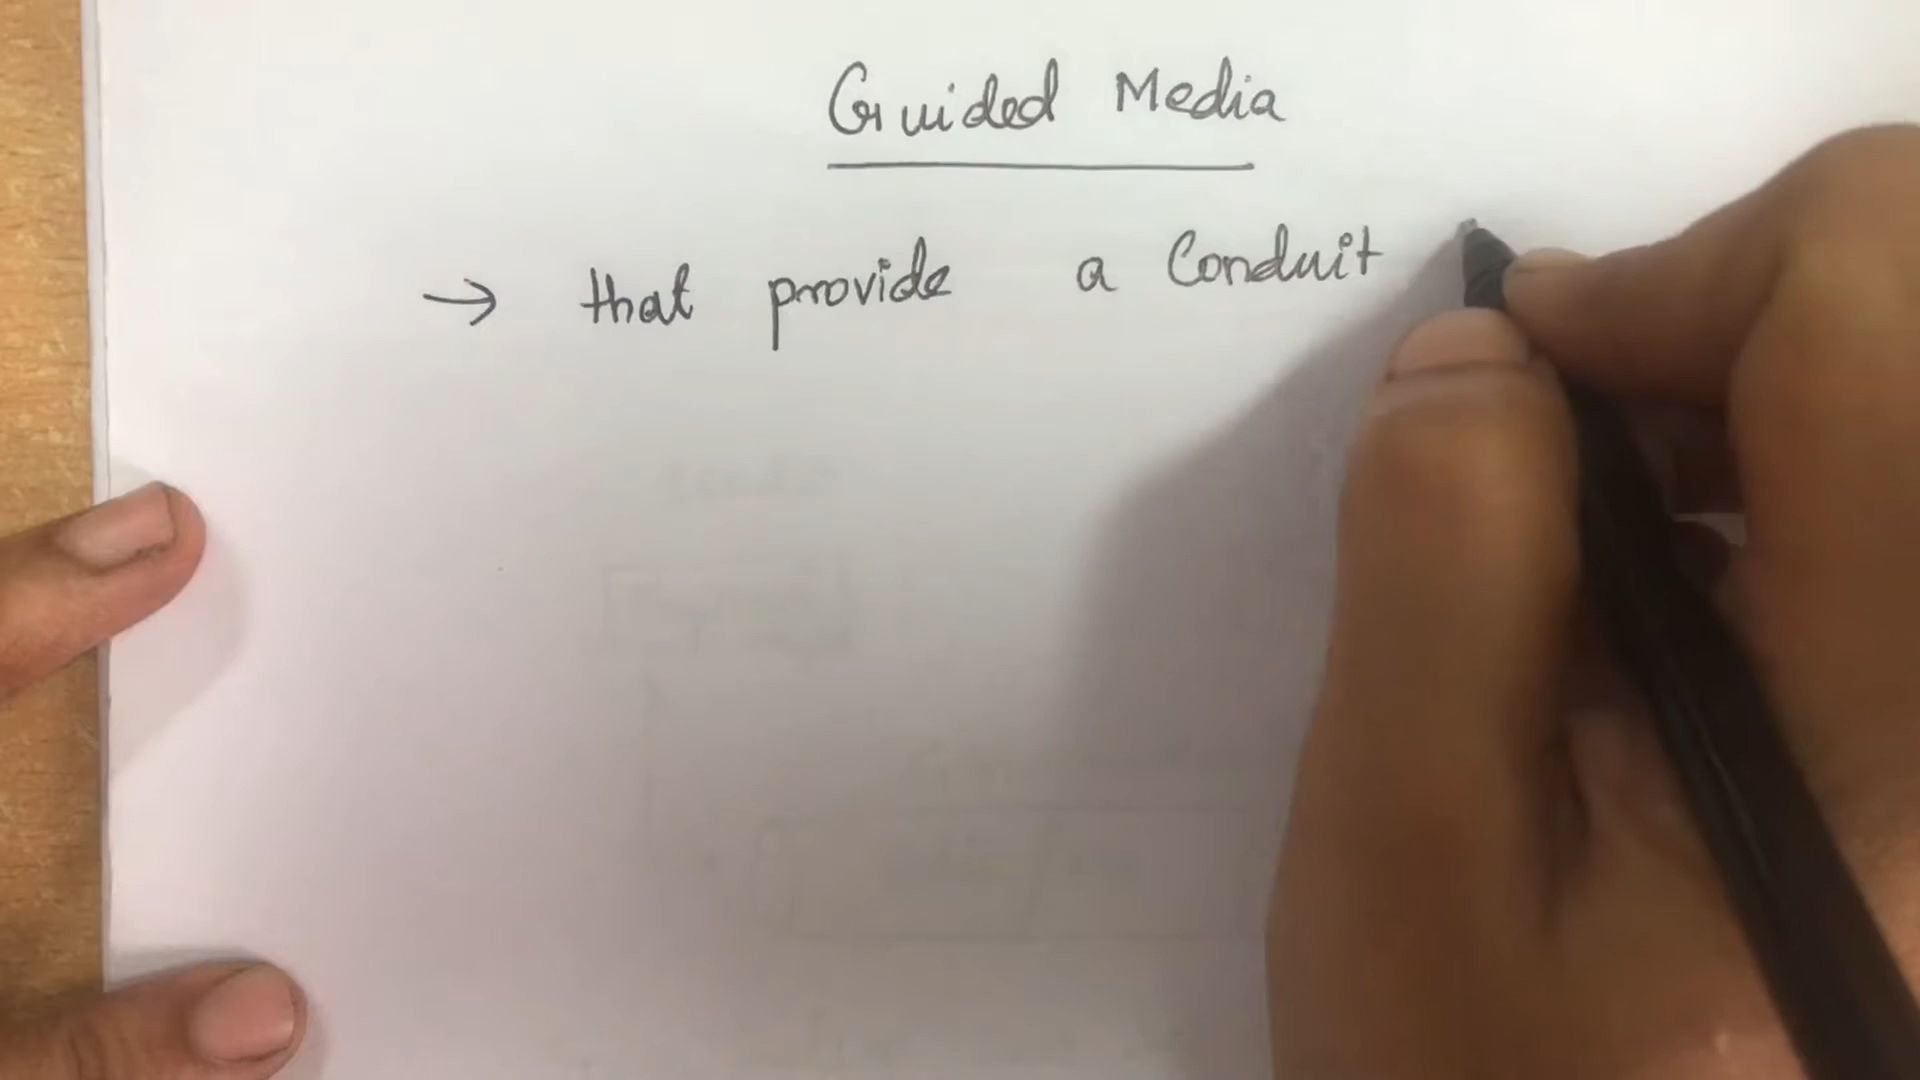 Guided Media
→ that provide a Conduit